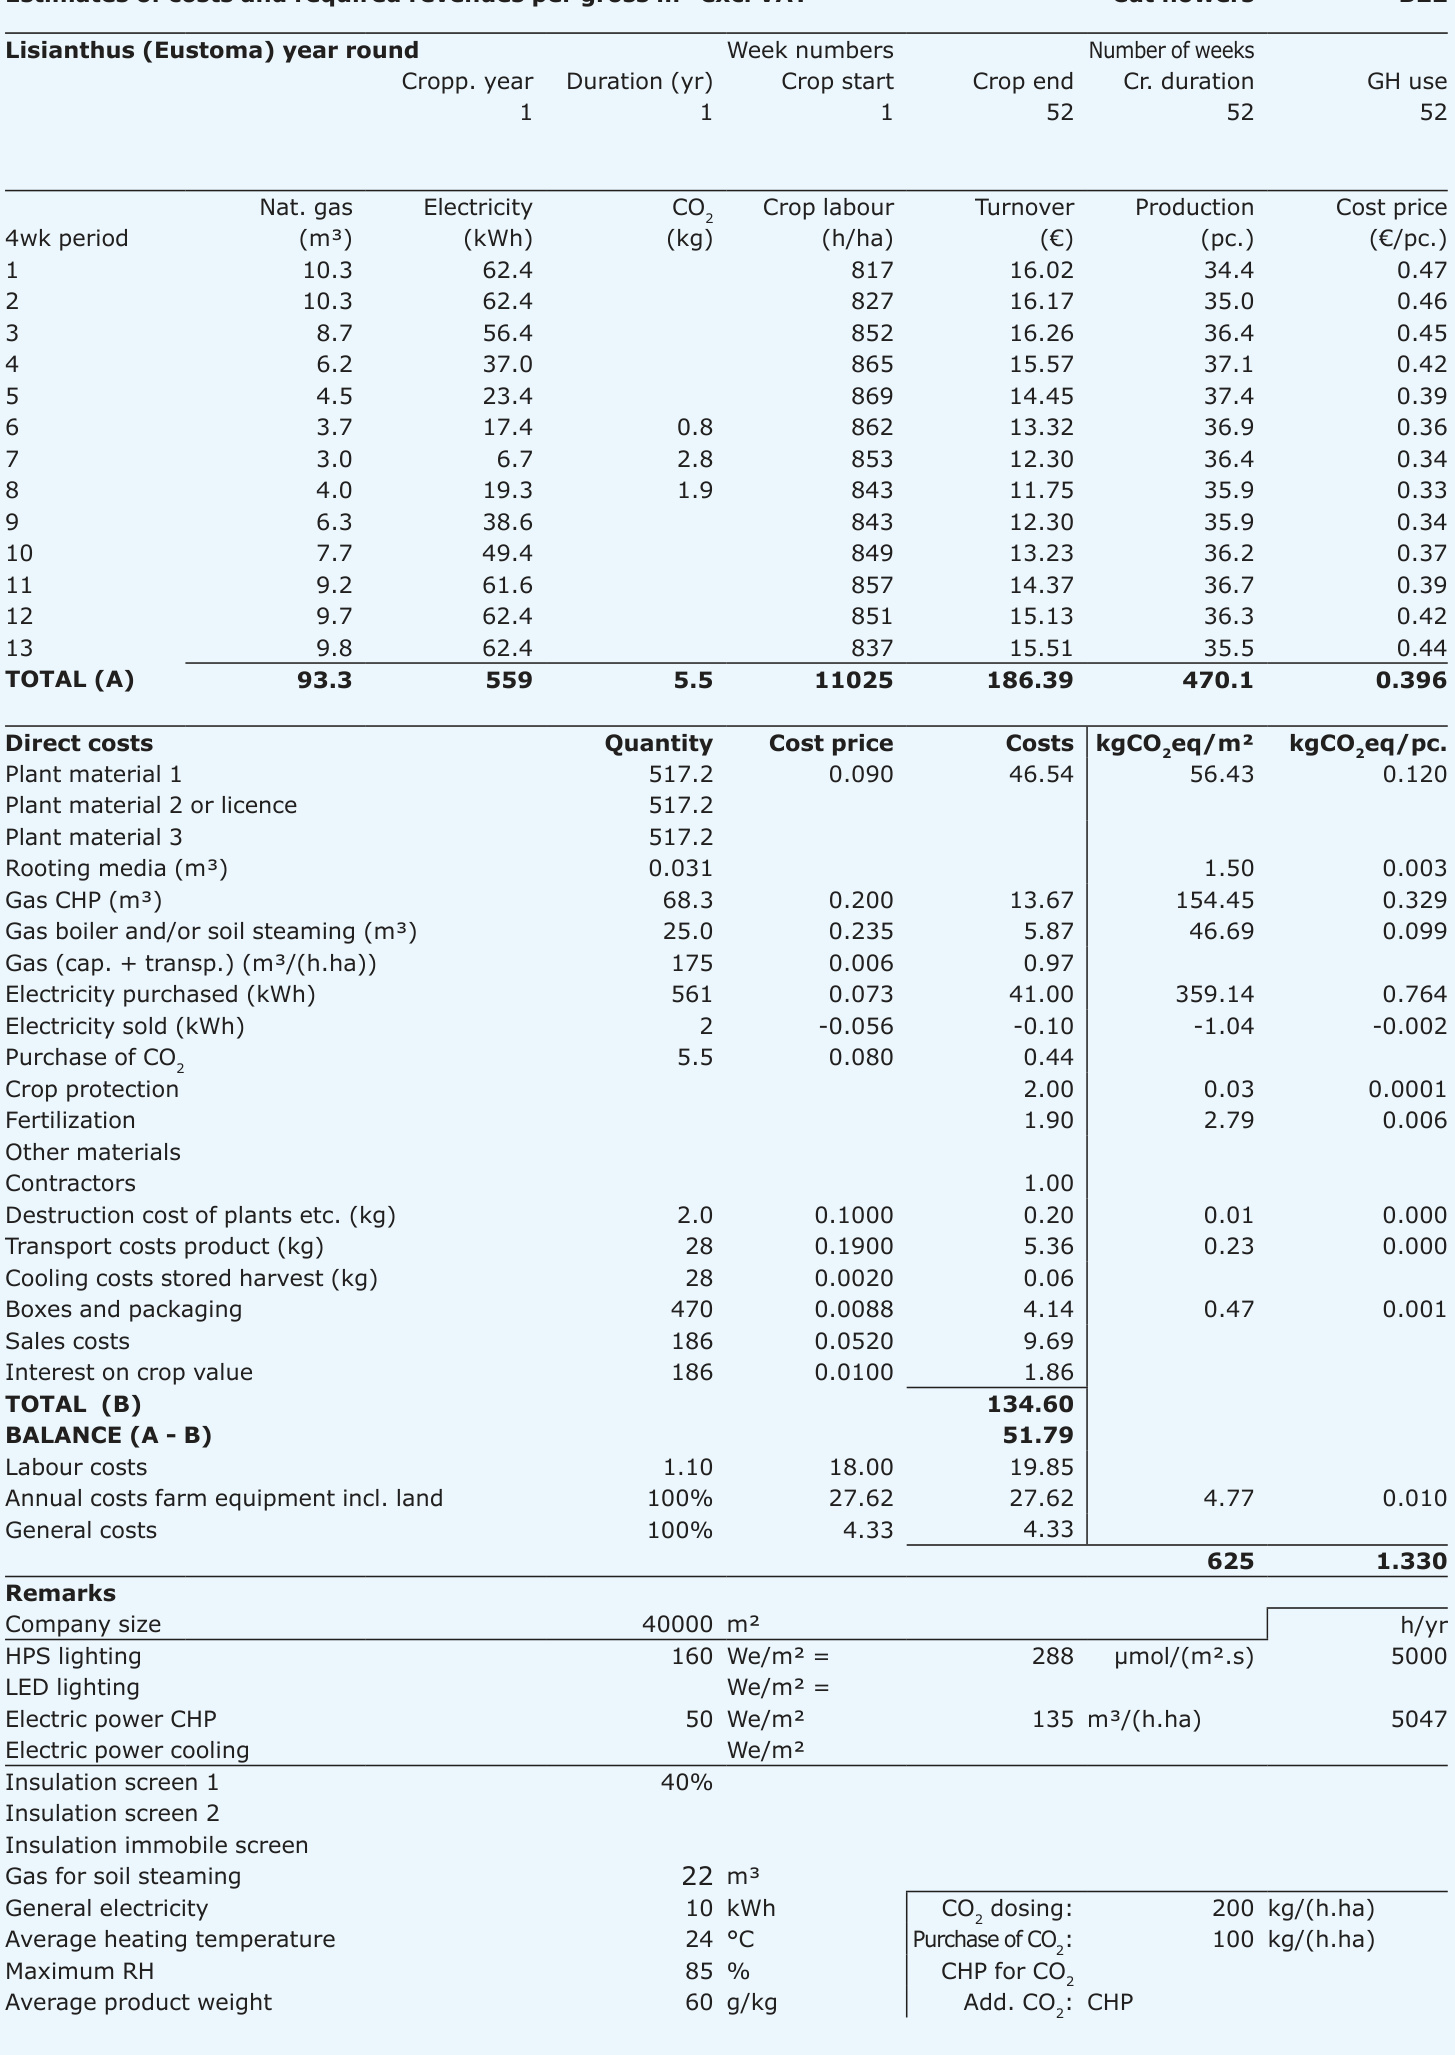 Estimates of costs and required revenues per gross m² excl VAT Cut flowers
Lisianthus (Eustoma) year round Week numbers Number of weeks
Cropp. year Duration (yr) Crop start Crop end Cr. duration GH use
1 1 1 52 52 52
Nat. gas Electricity CO₂ Crop labour Turnover Production Cost price
4wk period (m³) (kWh) (kg) (h/ha) (€) (pc.) (€/pc.)
1 10.3 62.4 817 16.02 34.4 0.47
2 10.3 62.4 827 16.17 35.0 0.46
3 8.7 56.4 852 16.26 36.4 0.45
4 6.2 37.0 865 15.57 37.1 0.42
5 4.5 23.4 869 14.45 37.4 0.39
6 3.7 17.4 0.8 862 13.32 36.9 0.36
7 3.0 6.7 2.8 853 12.30 36.4 0.34
8 4.0 19.3 1.9 843 11.75 35.9 0.33
9 6.3 38.6 843 12.30 35.9 0.34
10 7.7 49.4 849 13.23 36.2 0.37
11 9.2 61.6 857 14.37 36.7 0.39
12 9.7 62.4 851 15.13 36.3 0.42
13 9.8 62.4 837 15.51 35.5 0.44
TOTAL (A) 93.3 559 5.5 11025 186.39 470.1 0.396
Direct costs Quantity Cost price Costs kgCO₂eq/m² kgCO₂eq/pc.
Plant material 1 517.2 0.090 46.54 56.43 0.120
Plant material 2 or licence 517.2
Plant material 3 517.2
Rooting media (m³) 0.031 1.50 0.003
Gas CHP (m³) 68.3 0.200 13.67 154.45 0.329
Gas boiler and/or soil steaming (m³) 25.0 0.235 5.87 46.69 0.099
Gas (cap. + transp.) (m³/(h.ha)) 175 0.006 0.97
Electricity purchased (kWh) 561 0.073 41.00 359.14 0.764
Electricity sold (kWh) 2 -0.056 -0.10 -1.04 -0.002
Purchase of CO₂ 5.5 0.080 0.44
Crop protection 2.00 0.03 0.0001
Fertilization 1.90 2.79 0.006
Other materials
Contractors 1.00
Destruction cost of plants etc. (kg) 2.0 0.1000 0.20 0.01 0.000
Transport costs product (kg) 28 0.1900 5.36 0.23 0.000
Cooling costs stored harvest (kg) 28 0.0020 0.06
Boxes and packaging 470 0.0088 4.14 0.47 0.001
Sales costs 186 0.0520 9.69
Interest on crop value 186 0.0100 1.86
TOTAL (B) 134.60
BALANCE (A - B) 51.79
Labour costs 1.10 18.00 19.85
Annual costs farm equipment incl. land 100% 27.62 27.62 4.77 0.010
General costs 100% 4.33 4.33
625 1.330
Remarks
Company size 40000 m² h/yr
HPS lighting 160 We/m² = 288 µmol/(m².s) 5000
LED lighting We/m² =
Electric power CHP 50 We/m² 135 m³/(h.ha) 5047
Electric power cooling We/m²
Insulation screen 1 40%
Insulation screen 2
Insulation immobile screen
Gas for soil steaming 22 m³
General electricity 10 kWh CO₂ dosing: 200 kg/(h.ha)
Average heating temperature 24 °C Purchase of CO₂: 100 kg/(h.ha)
Maximum RH 85 % CHP for CO₂
Average product weight 60 g/kg Add. CO₂: CHP